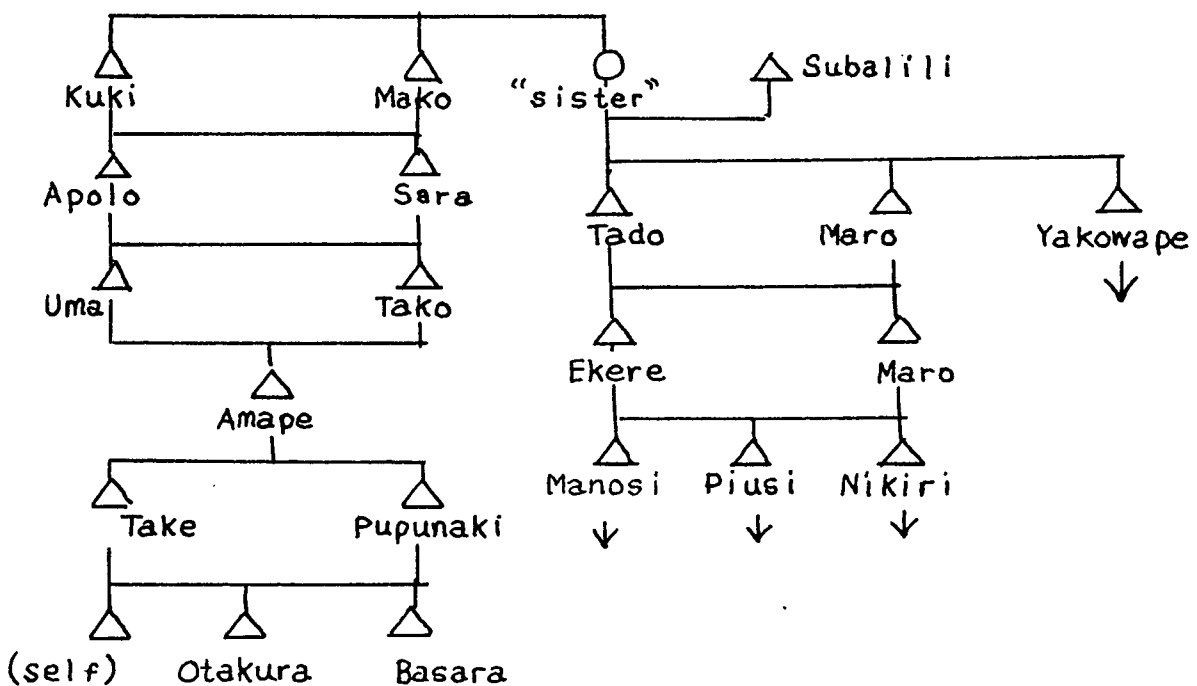 Subalili
Kuki Mako "sister"
Apolo Sara
Tado Maro Yakowape
Uma Tako
Ekere Maro
Amape
Manosi Piusi Nikiri
Take Pupunaki
(self) Otakura Basara